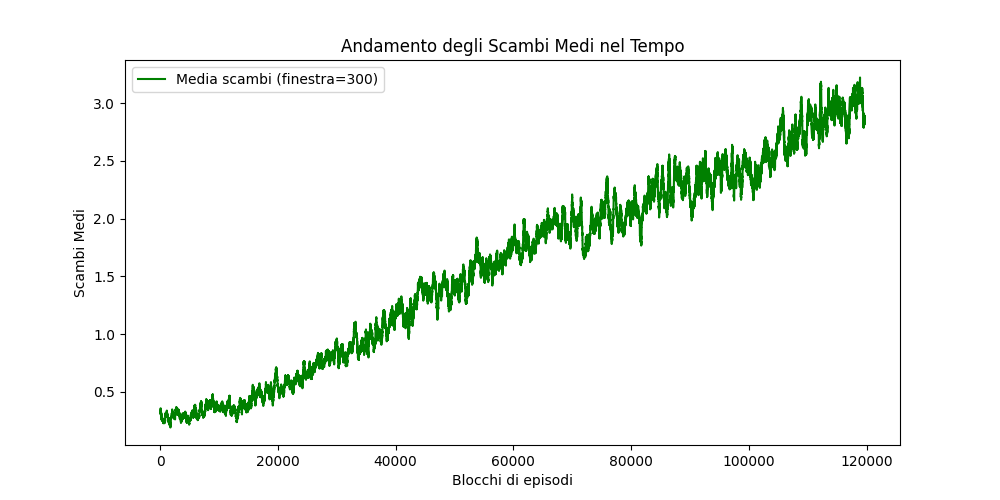 Andamento degli Scambi Medi nel Tempo
Media scambi (finestra=300)
Scambi Medi
3.0
2.5
2.0
1.5
1.0
0.5
0 20000 40000 60000 80000 100000 120000
Blocchi di episodi